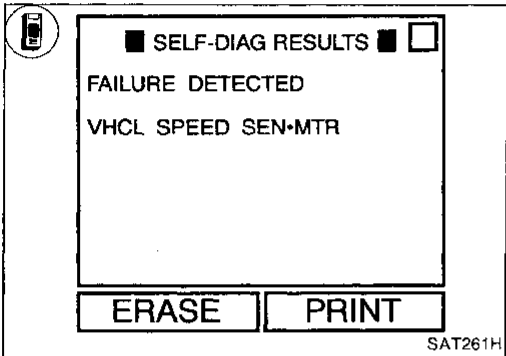 ■ SELF-DIAG RESULTS ■ □
FAILURE DETECTED
VHCL SPEED SEN•MTR
ERASE PRINT
SAT261H